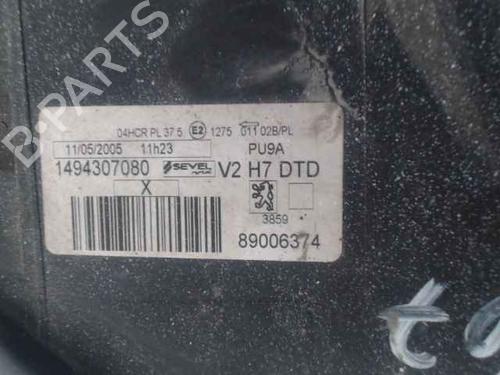 04HCR PL 37 5 E2 1275 011 02B/PL
11/05/2005 11h23 PU9A
1494307080 SEVEL V2 H7 DTD
X
3859
89006374
B-PARTS